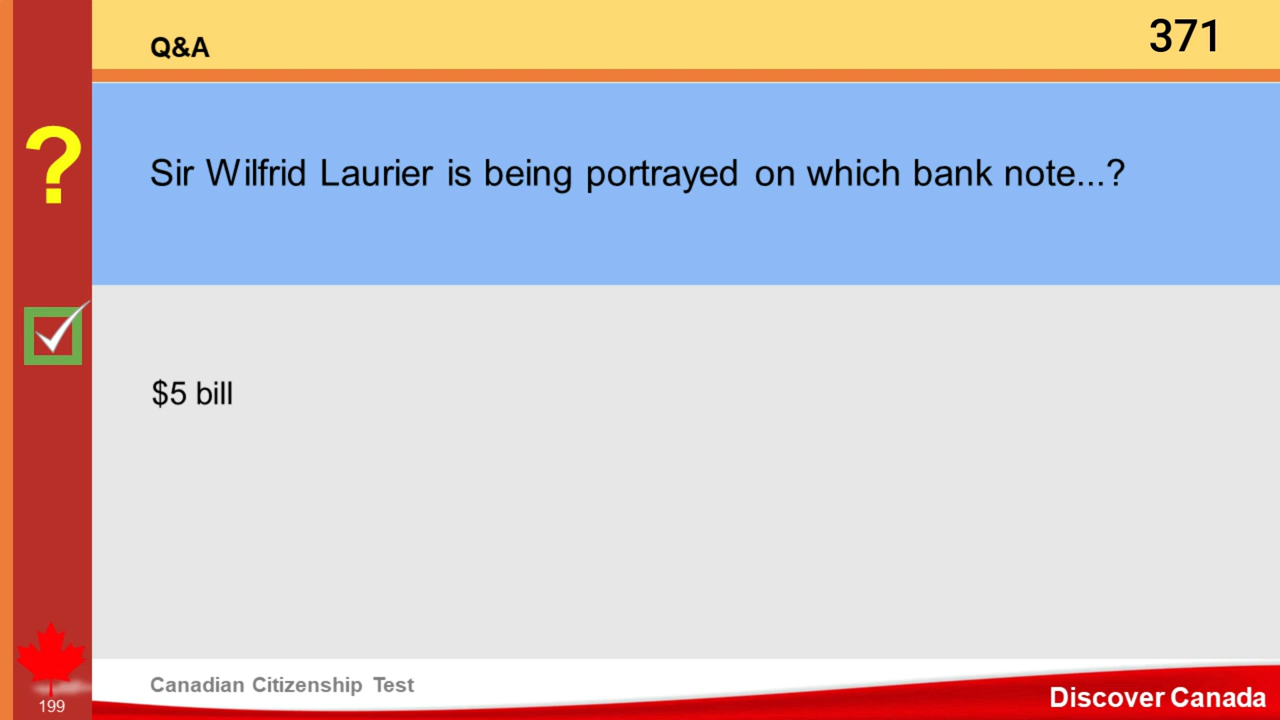 Q&A
371
?
Sir Wilfrid Laurier is being portrayed on which bank note...?
$5 bill
Canadian Citizenship Test
199
Discover Canada